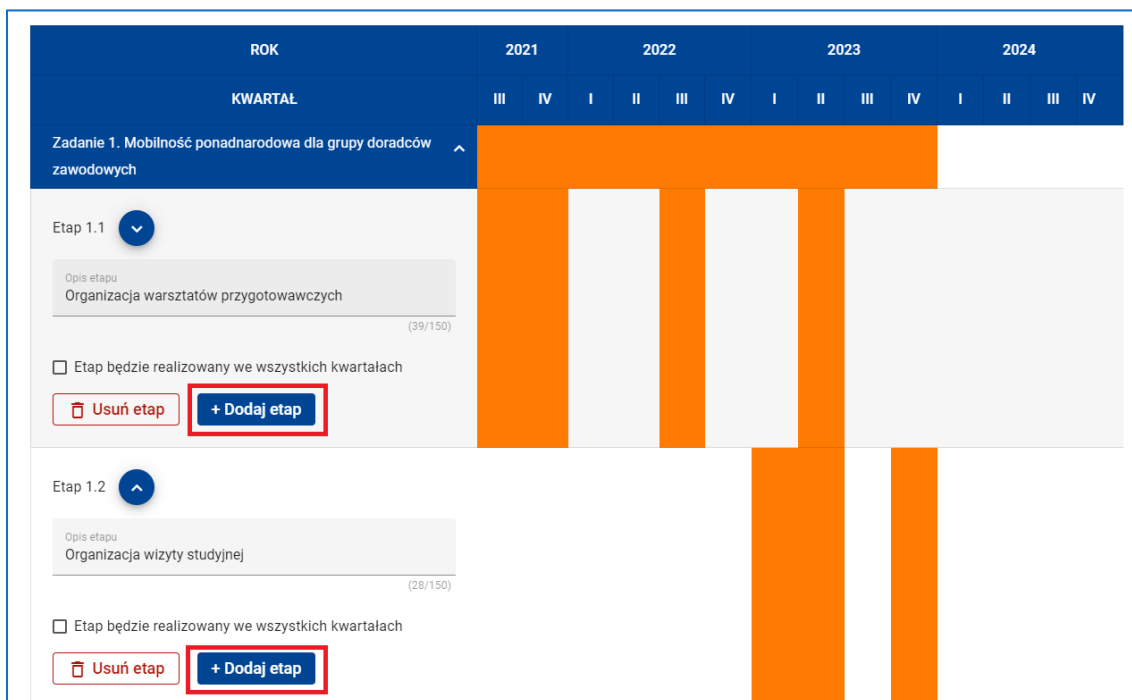 ROK 2021 2022 2023 2024
KWARTAŁ III IV I II III IV I II III IV I II III IV
Zadanie 1. Mobilność ponadnarodowa dla grupy doradców
zawodowych
Etap 1.1
Opis etapu
Organizacja warsztatów przygotowawczych
(39/150)
Etap będzie realizowany we wszystkich kwartałach
Usuń etap + Dodaj etap
Etap 1.2
Opis etapu
Organizacja wizyty studyjnej
(28/150)
Etap będzie realizowany we wszystkich kwartałach
Usuń etap + Dodaj etap